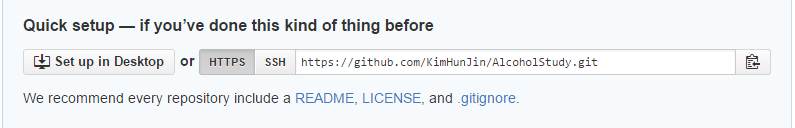 Quick setup — if you’ve done this kind of thing before
Set up in Desktop or HTTPS SSH https://github.com/KimHunJin/AlcoholStudy.git
We recommend every repository include a README, LICENSE, and .gitignore.